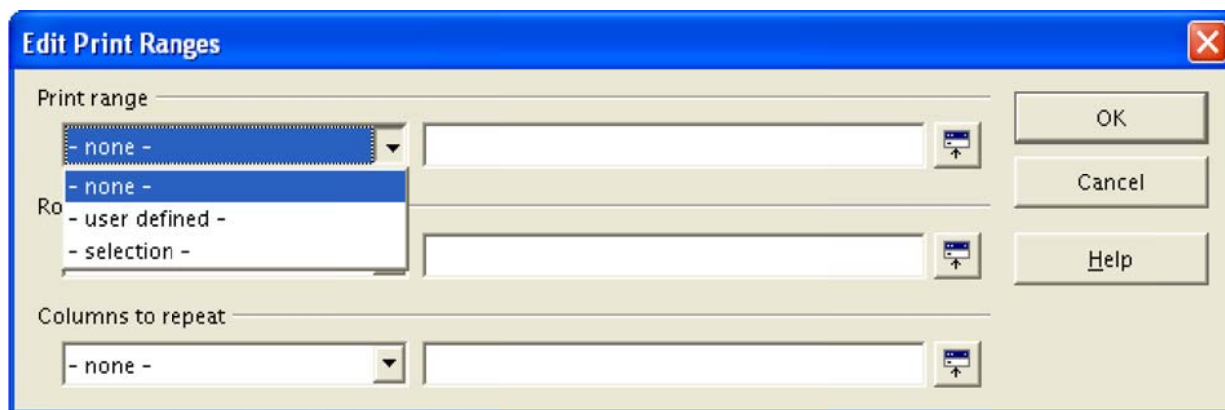 Edit Print Ranges
Print range
OK
- none -
- none -
Cancel
Ro
- user defined -
- selection -
Help
Columns to repeat
- none -